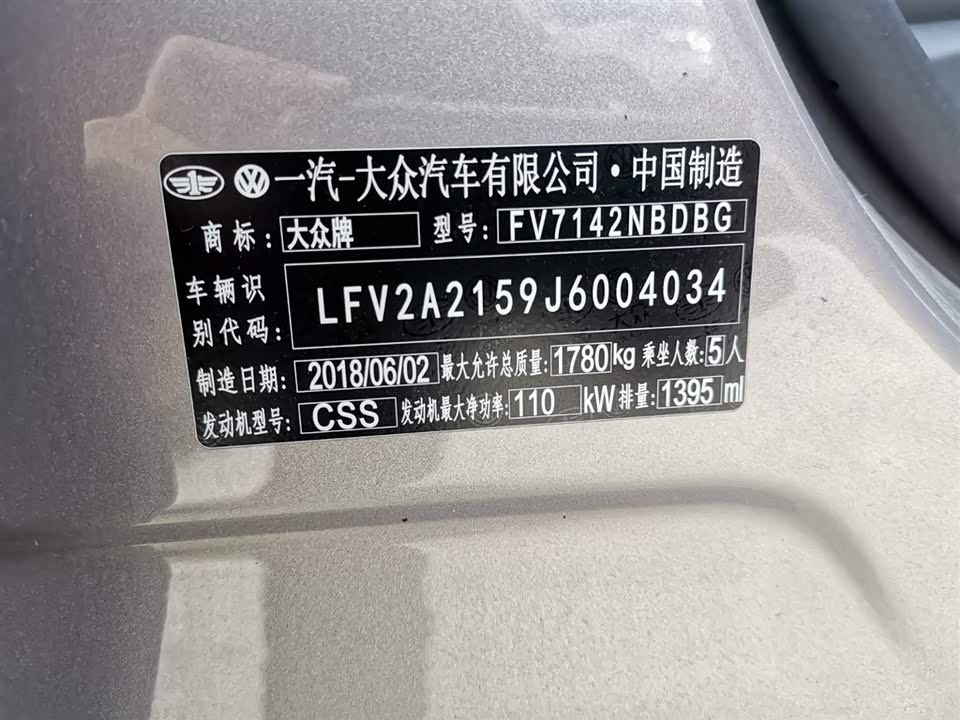 一汽-大众汽车有限公司·中国制造
商标: 大众牌 型号: FV7142NBDBG
车辆识别代码: LFV2A2159J6004034
制造日期: 2018/06/02 最大允许总质量: 1780kg 乘坐人数: 5人
发动机型号: CSS 发动机最大净功率: 110 kW 排量: 1395 ml